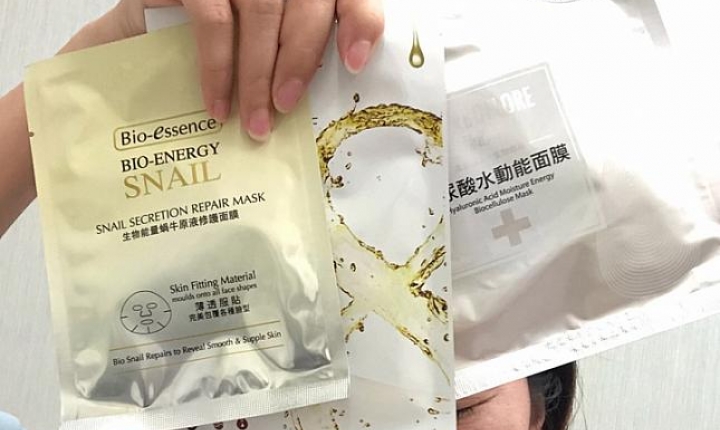 Bio-essence
BIO-ENERGY
SNAIL
SNAIL SECRETION REPAIR MASK
生物能量蝸牛原液修護面膜
Skin Fitting Material
moulds onto all face shapes
薄透服貼
完美包覆各種臉型
Bio Snail Repairs to Reveal Smooth & Supple Skin
酸水動能面膜
Hyaluronic Acid Moisture Energy
Biocellulose Mask